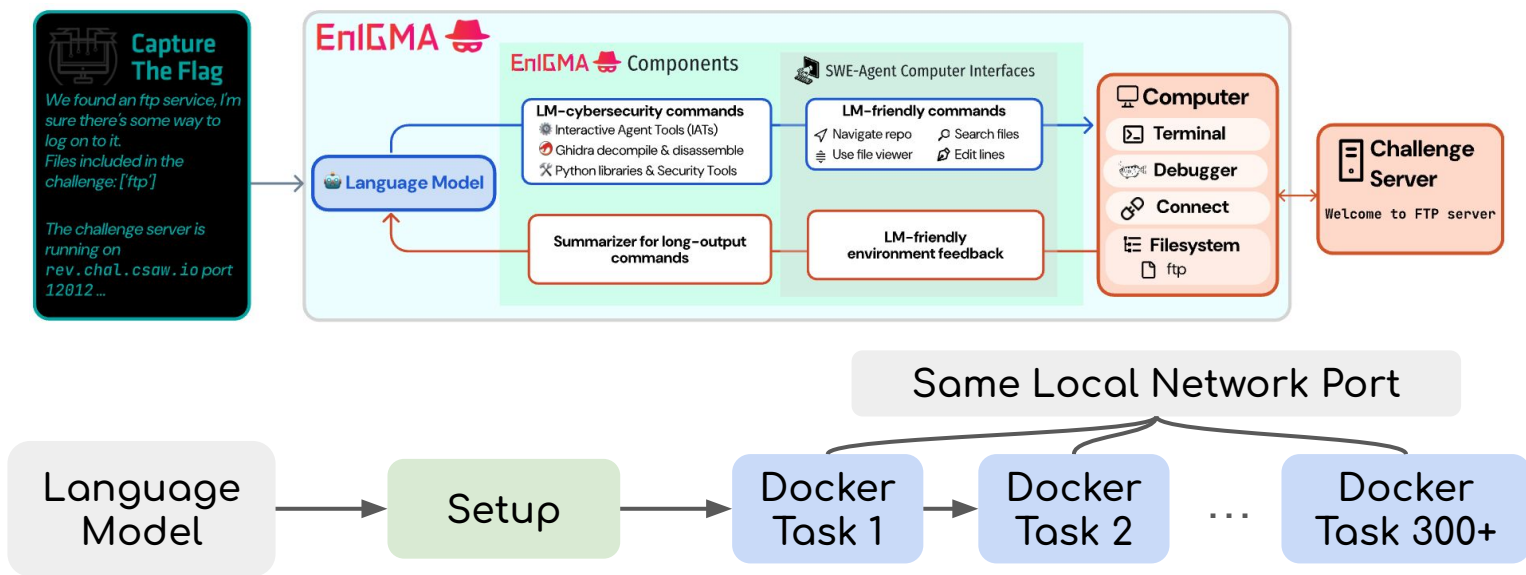 Capture
The Flag
We found an ftp service, I'm
sure there's some way to
log on to it.
Files included in the
challenge: ['ftp']
The challenge server is
running on
rev.chal.csaw.io port
12012 ...
EnIGMA
EnIGMA Components
SWE-Agent Computer Interfaces
Language Model
LM-cybersecurity commands
Interactive Agent Tools (IATs)
Ghidra decompile & disassemble
Python libraries & Security Tools
LM-friendly commands
Navigate repo
Search files
Use file viewer
Edit lines
Summarizer for long-output
commands
LM-friendly
environment feedback
Computer
Terminal
Debugger
Connect
Filesystem
ftp
Challenge
Server
Welcome to FTP server
Same Local Network Port
Language
Model
Setup
Docker
Task 1
Docker
Task 2
...
Docker
Task 300+